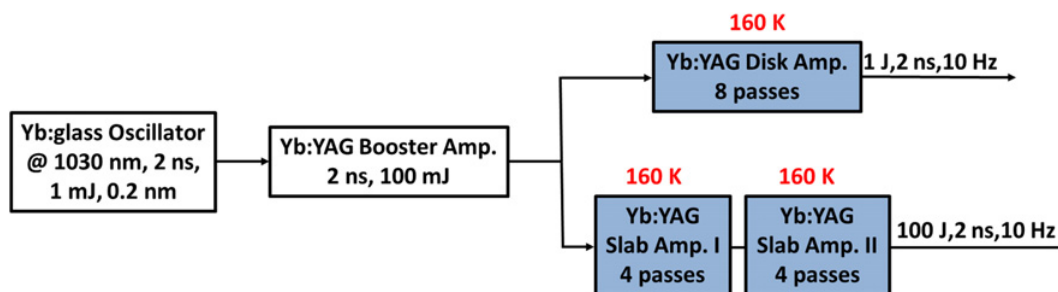 160 K
Yb:YAG Disk Amp.
8 passes
1 J,2 ns,10 Hz
Yb:glass Oscillator
@ 1030 nm, 2 ns,
1 mJ, 0.2 nm
Yb:YAG Booster Amp.
2 ns, 100 mJ
160 K
Yb:YAG
Slab Amp. I
4 passes
160 K
Yb:YAG
Slab Amp. II
4 passes
100 J,2 ns,10 Hz